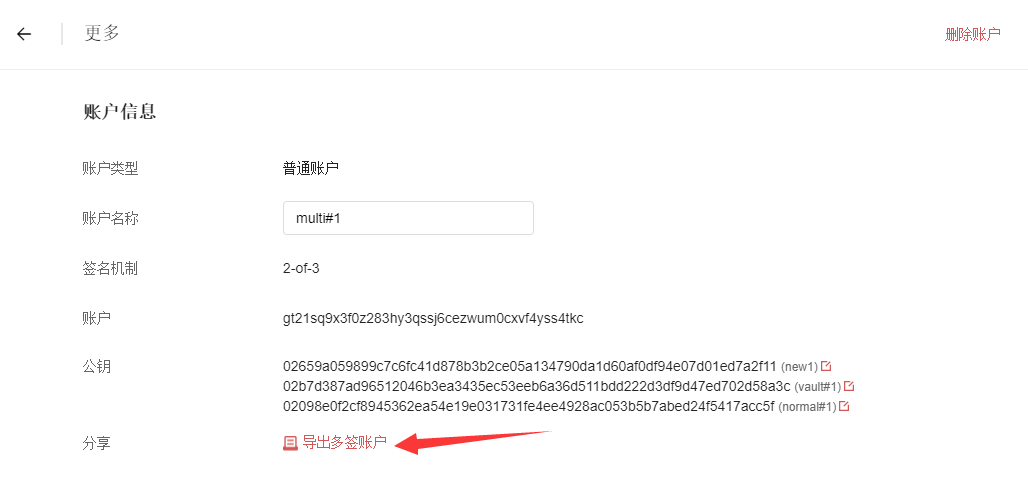 更多
删除账户
账户信息
账户类型 普通账户
账户名称 multi#1
签名机制 2-of-3
账户 gt21sq9x3f0z283hy3qssj6cezwum0cxvf4yss4tkc
公钥 02659a059899c7c6fc41d878b3b2ce05a134790da1d60af0df94e07d01ed7a2f11 (new1)
02b7d387ad96512046b3ea3435ec53eeb6a36d511bdd222d3df9d47ed702d58a3c (vault#1)
02098e0f2cf8945362ea54e19e031731fe4ee4928ac053b5b7abed24f5417acc5f (normal#1)
分享 导出多签账户